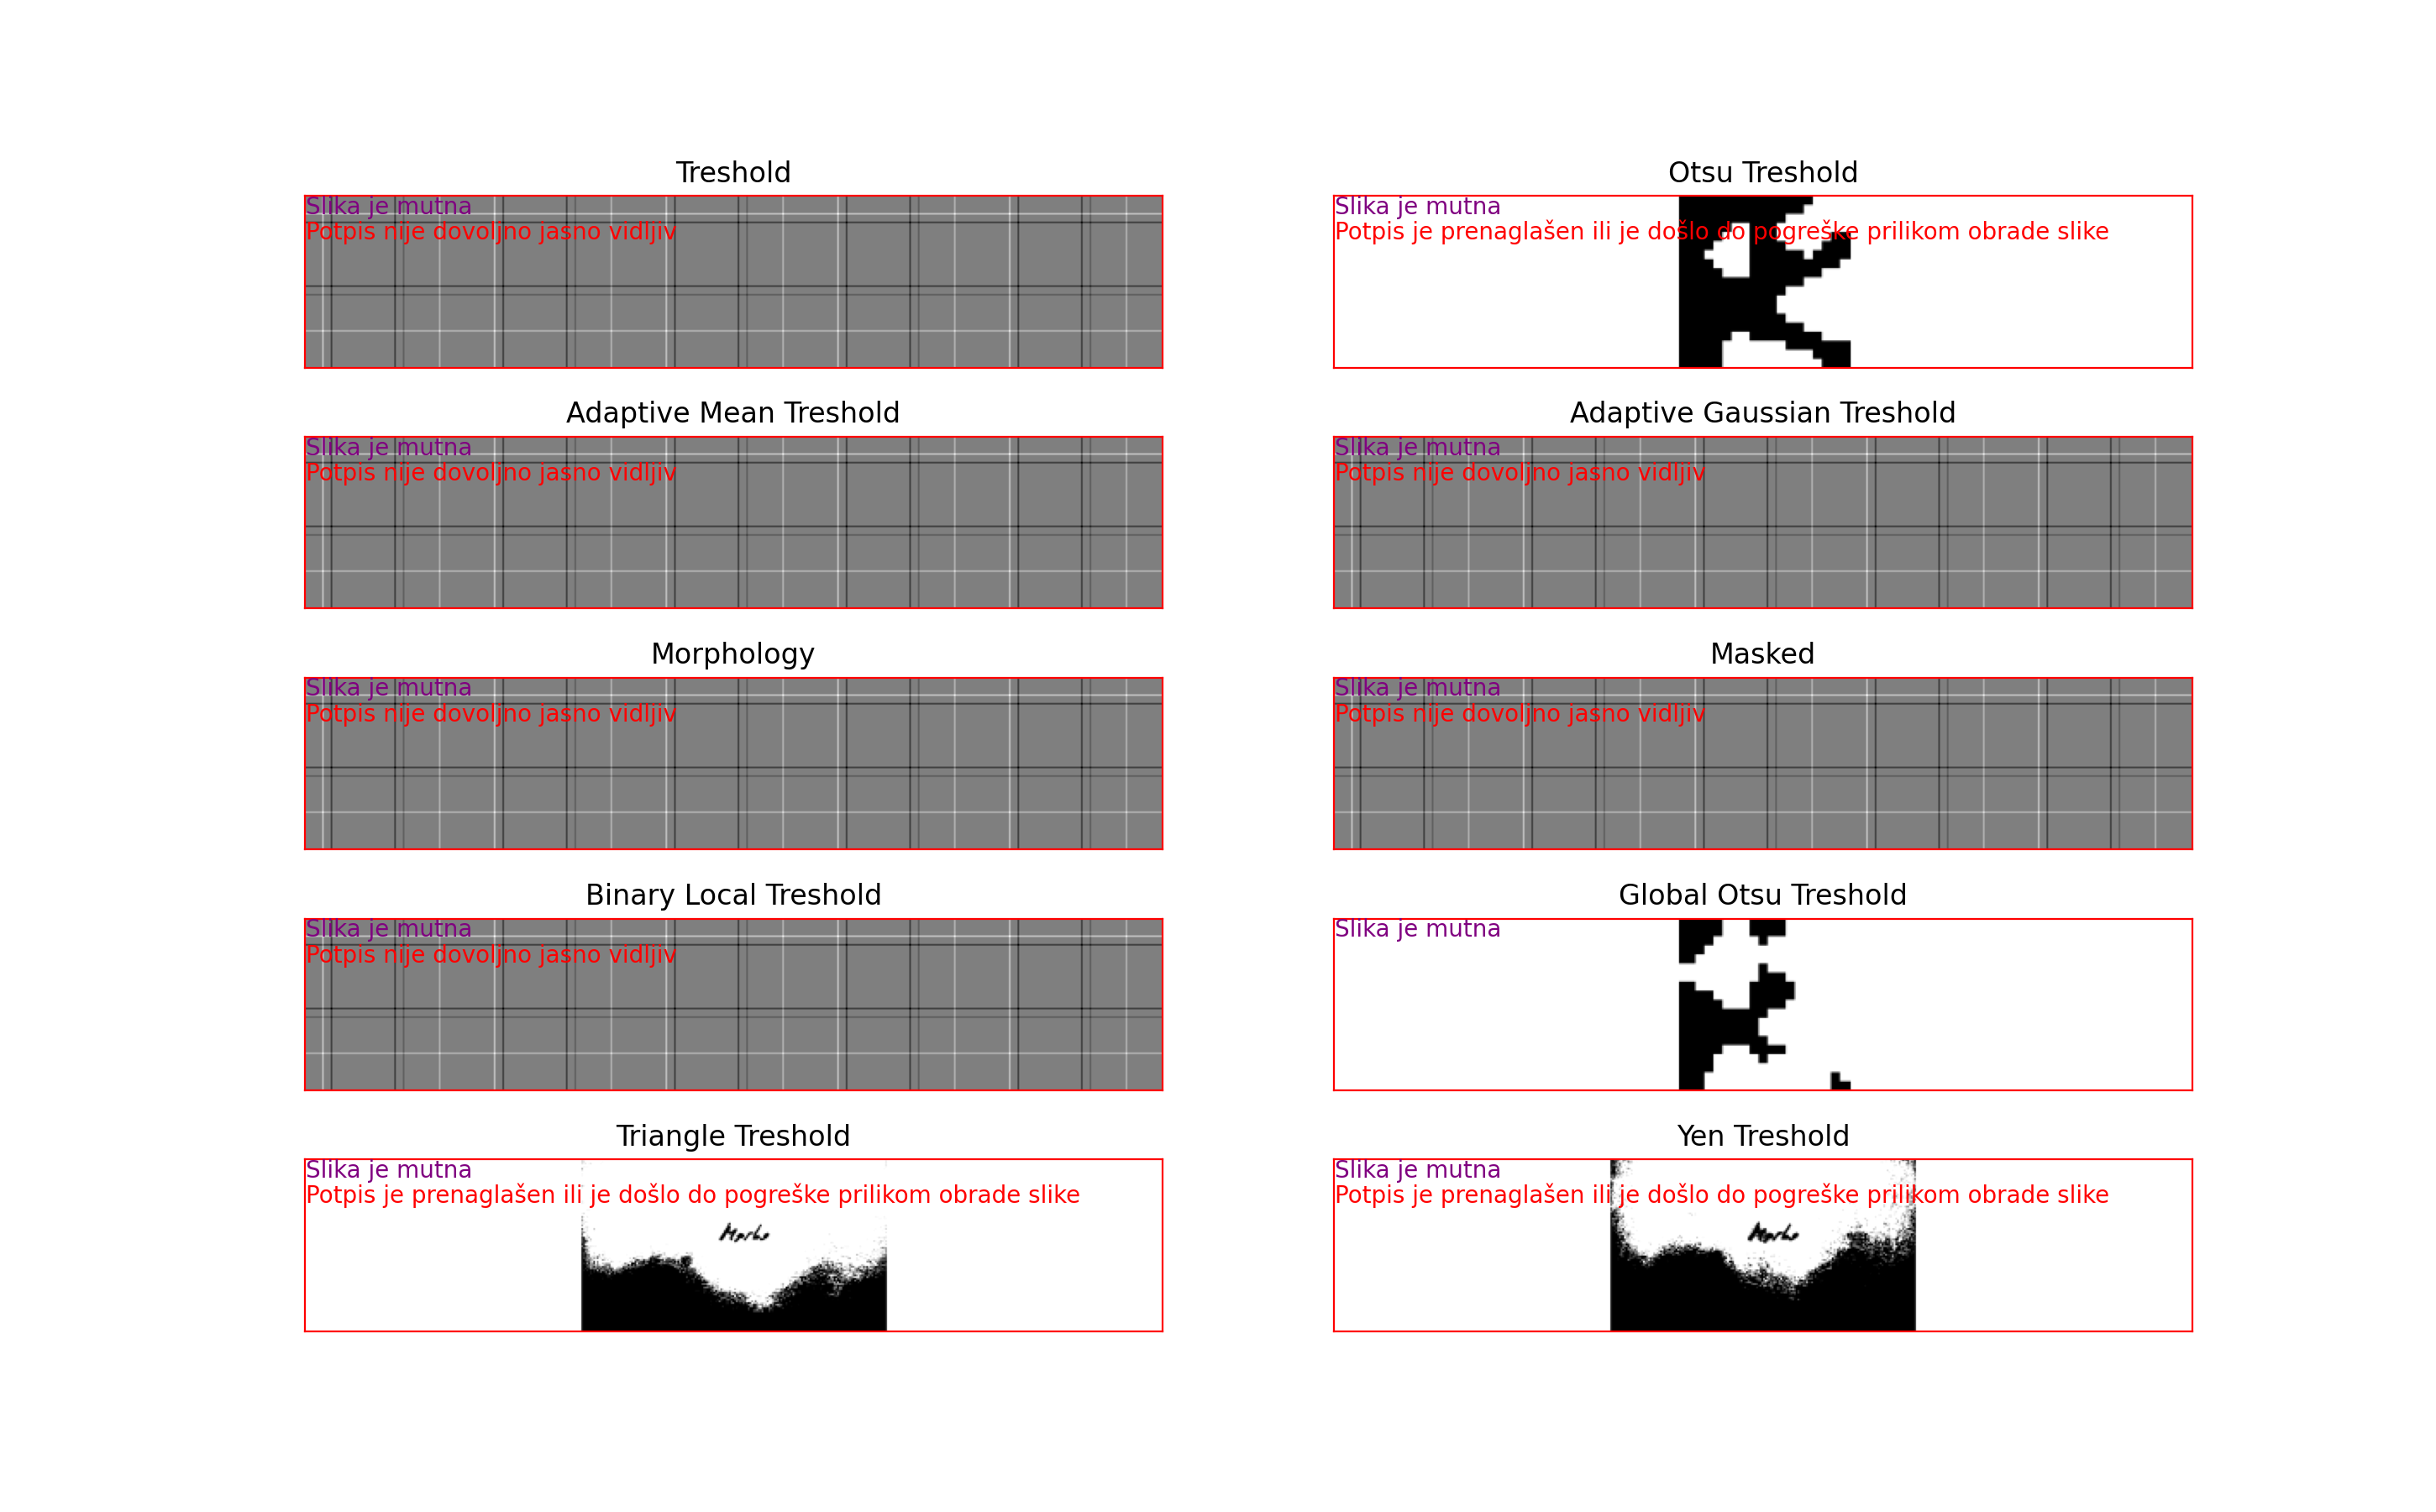 Treshold
Slika je mutna
Potpis nije dovoljno jasno vidljiv
Otsu Treshold
Slika je mutna
Potpis je prenaglašen ili je došlo do pogreške prilikom obrade slike
Adaptive Mean Treshold
Slika je mutna
Potpis nije dovoljno jasno vidljiv
Adaptive Gaussian Treshold
Slika je mutna
Potpis nije dovoljno jasno vidljiv
Morphology
Slika je mutna
Potpis nije dovoljno jasno vidljiv
Masked
Slika je mutna
Potpis nije dovoljno jasno vidljiv
Binary Local Treshold
Slika je mutna
Potpis nije dovoljno jasno vidljiv
Global Otsu Treshold
Slika je mutna
Triangle Treshold
Slika je mutna
Potpis je prenaglašen ili je došlo do pogreške prilikom obrade slike
Yen Treshold
Slika je mutna
Potpis je prenaglašen ili je došlo do pogreške prilikom obrade slike